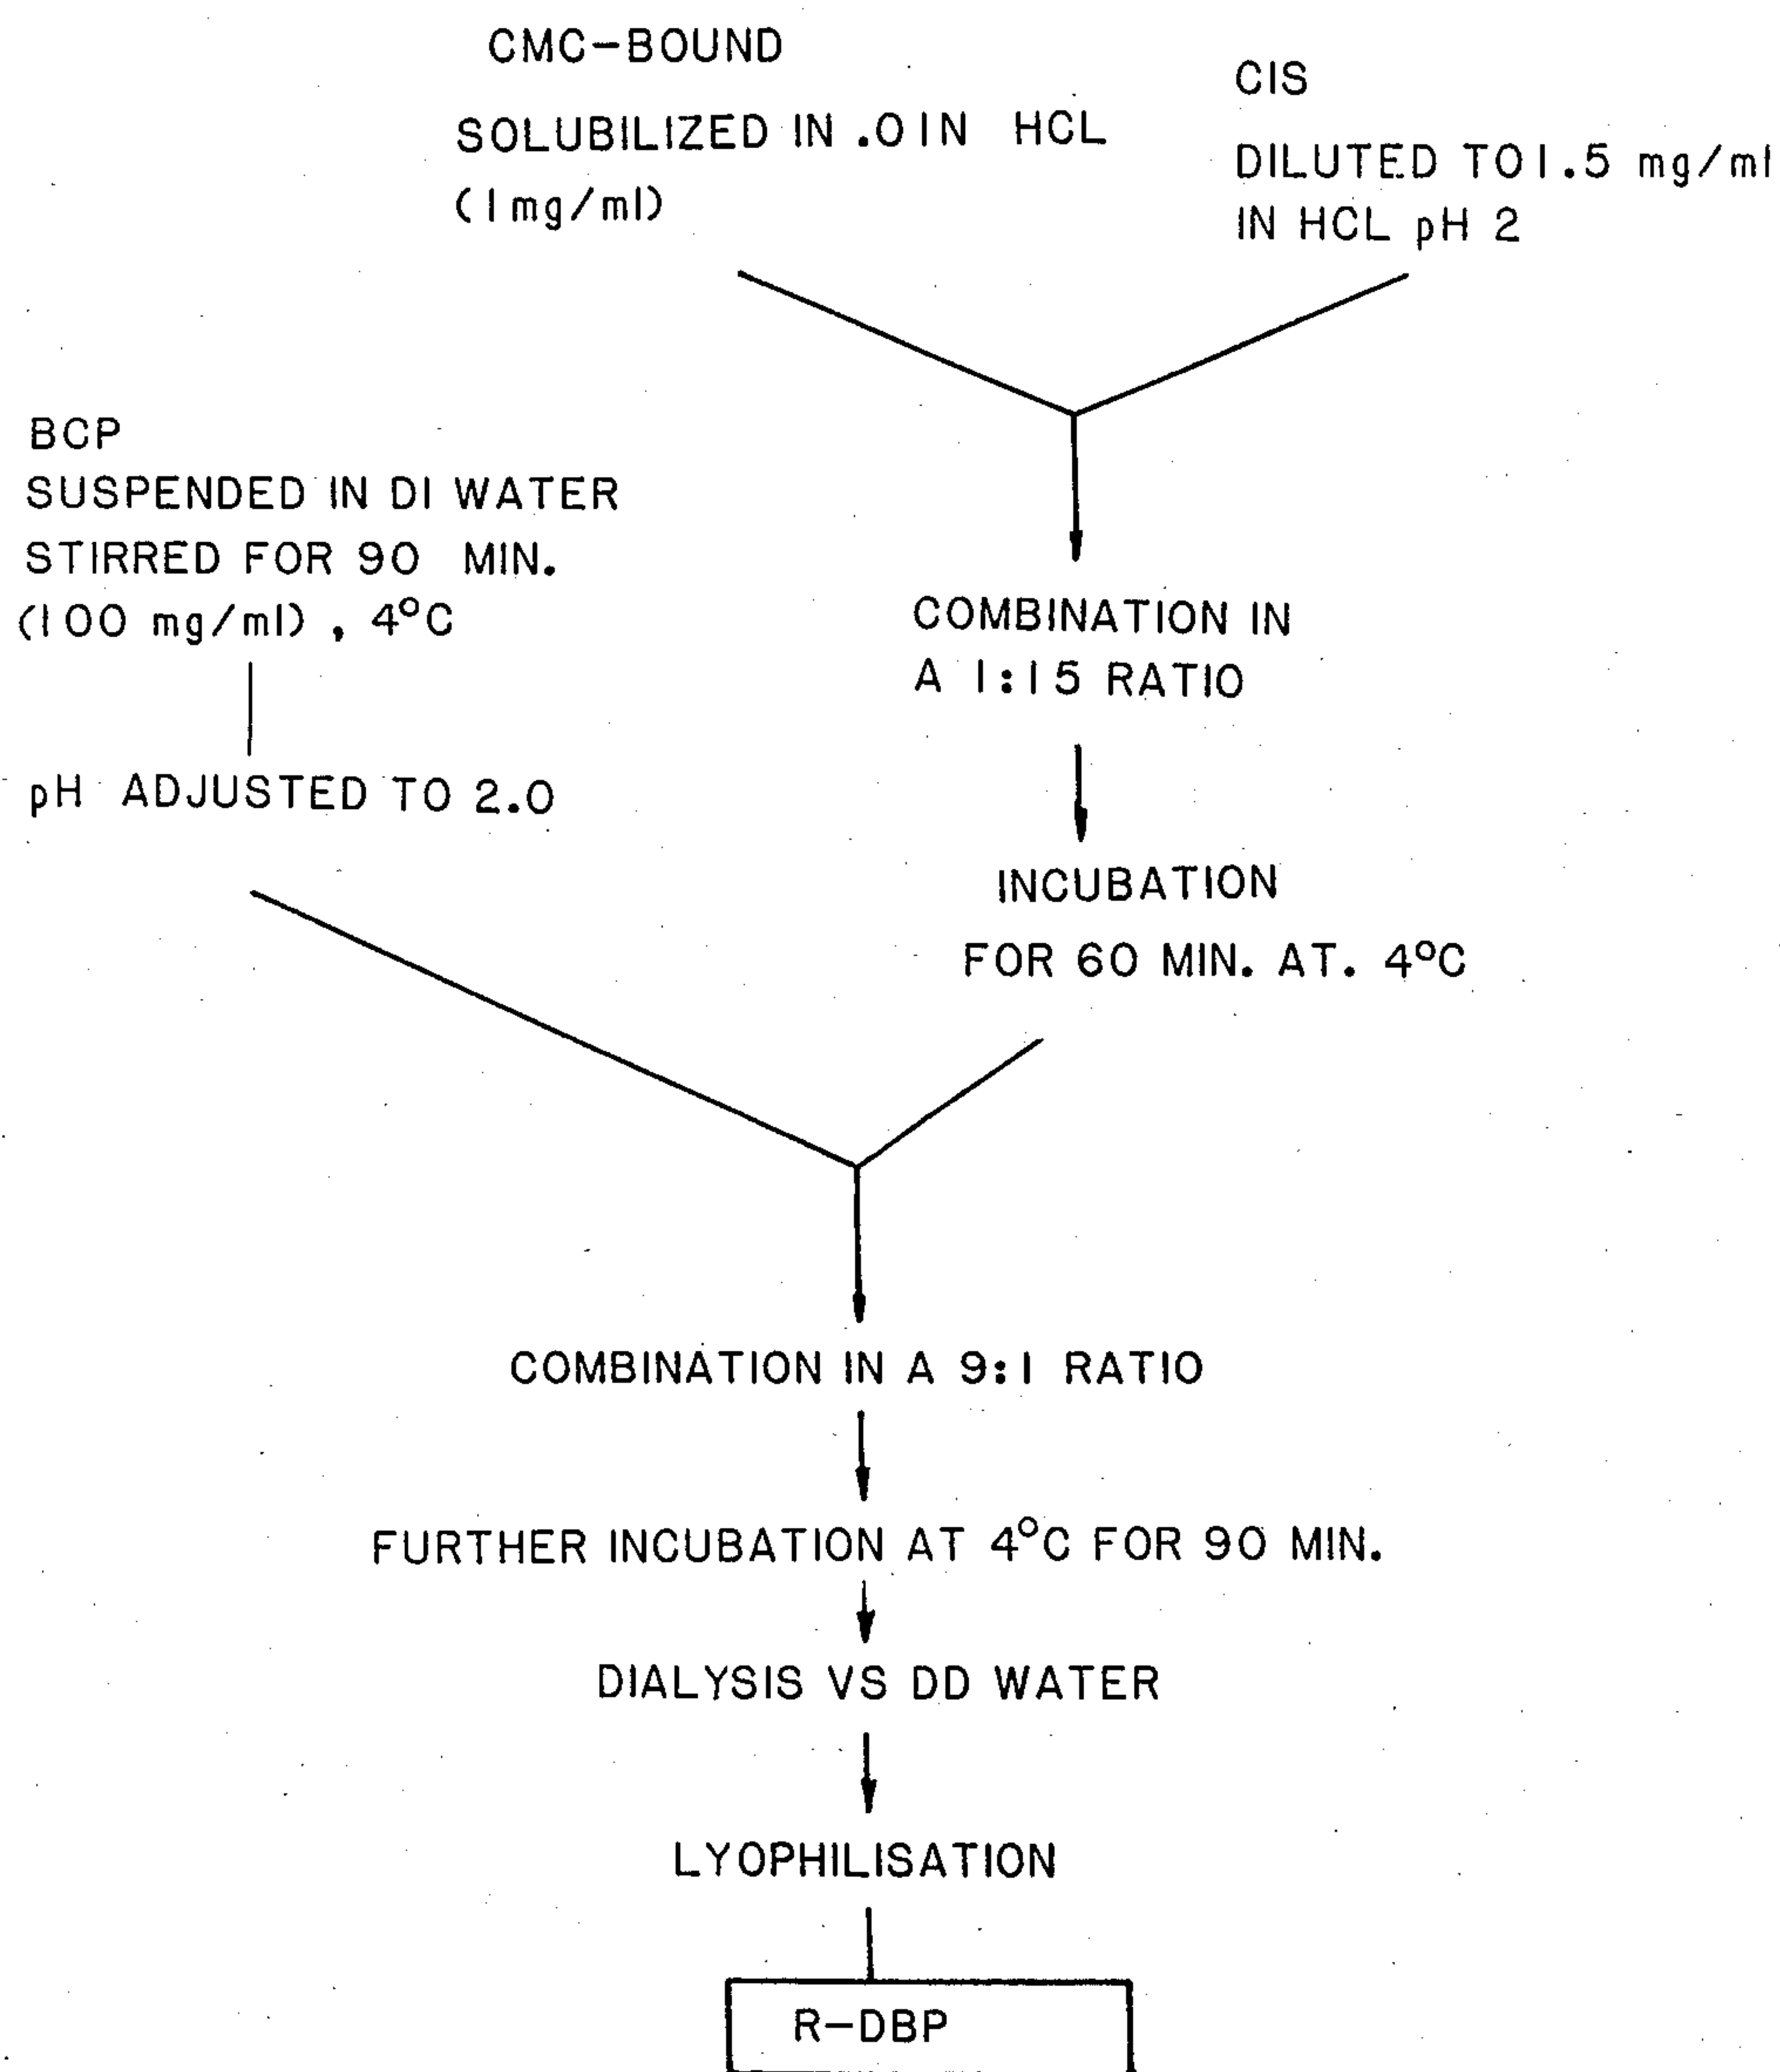 CMC-BOUND
SOLUBILIZED IN .01N HCL
(1mg/ml)
CIS
DILUTED TO 1.5 mg/ml
IN HCL pH 2
BCP
SUSPENDED IN DI WATER
STIRRED FOR 90 MIN.
(100 mg/ml), 4°C
pH ADJUSTED TO 2.0
COMBINATION IN
A 1:15 RATIO
INCUBATION
FOR 60 MIN. AT. 4°C
COMBINATION IN A 9:1 RATIO
FURTHER INCUBATION AT 4°C FOR 90 MIN.
DIALYSIS VS DD WATER
LYOPHILISATION
R-DBP